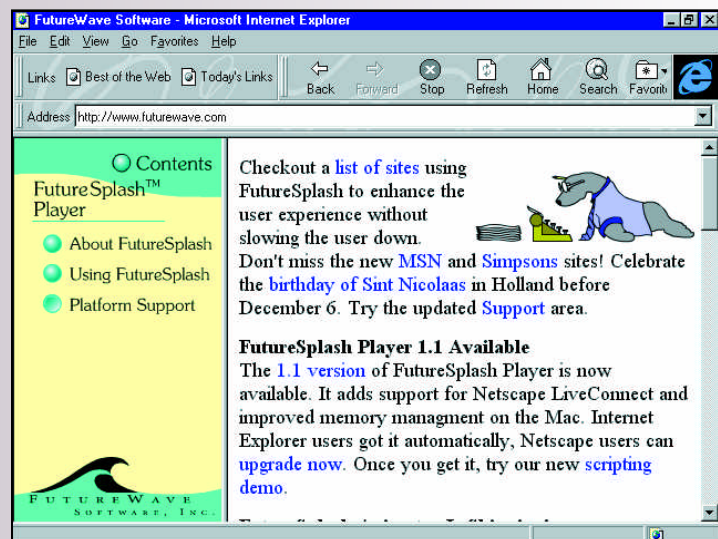 FutureWave Software - Microsoft Internet Explorer
File Edit View Go Favorites Help
Links Best of the Web Today's Links Back Forward Stop Refresh Home Search Favorit
Address http://www.futurewave.com
Contents
FutureSplash™
Player
About FutureSplash
Using FutureSplash
Platform Support
FUTUREWAVE
SOFTWARE, INC.
Checkout a list of sites using
FutureSplash to enhance the
user experience without
slowing the user down.
Don't miss the new MSN and Simpsons sites! Celebrate
the birthday of Sint Nicolaas in Holland before
December 6. Try the updated Support area.
FutureSplash Player 1.1 Available
The 1.1 version of FutureSplash Player is now
available. It adds support for Netscape LiveConnect and
improved memory managment on the Mac. Internet
Explorer users got it automatically, Netscape users can
upgrade now. Once you get it, try our new scripting
demo.